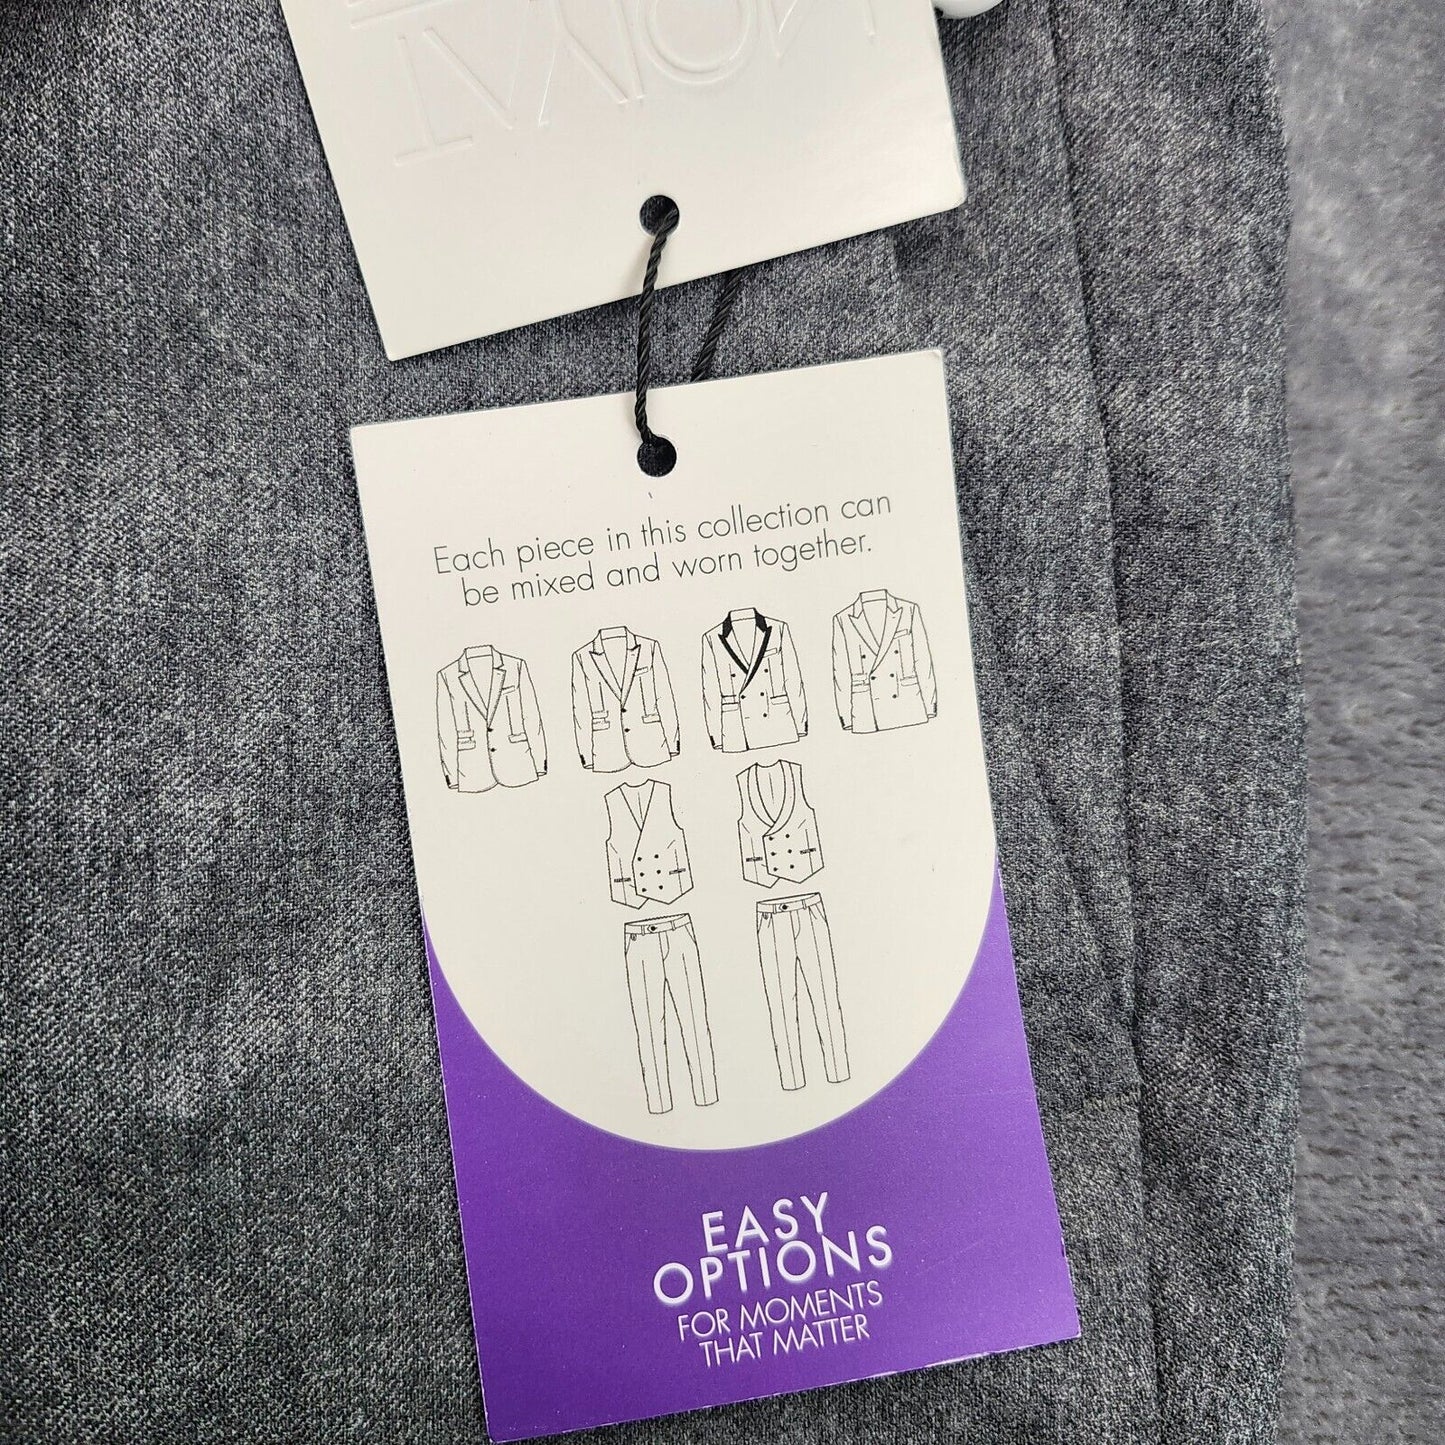 Each piece in this collection can
be mixed and worn together.
EASY
OPTIONS
FOR MOMENTS
THAT MATTER